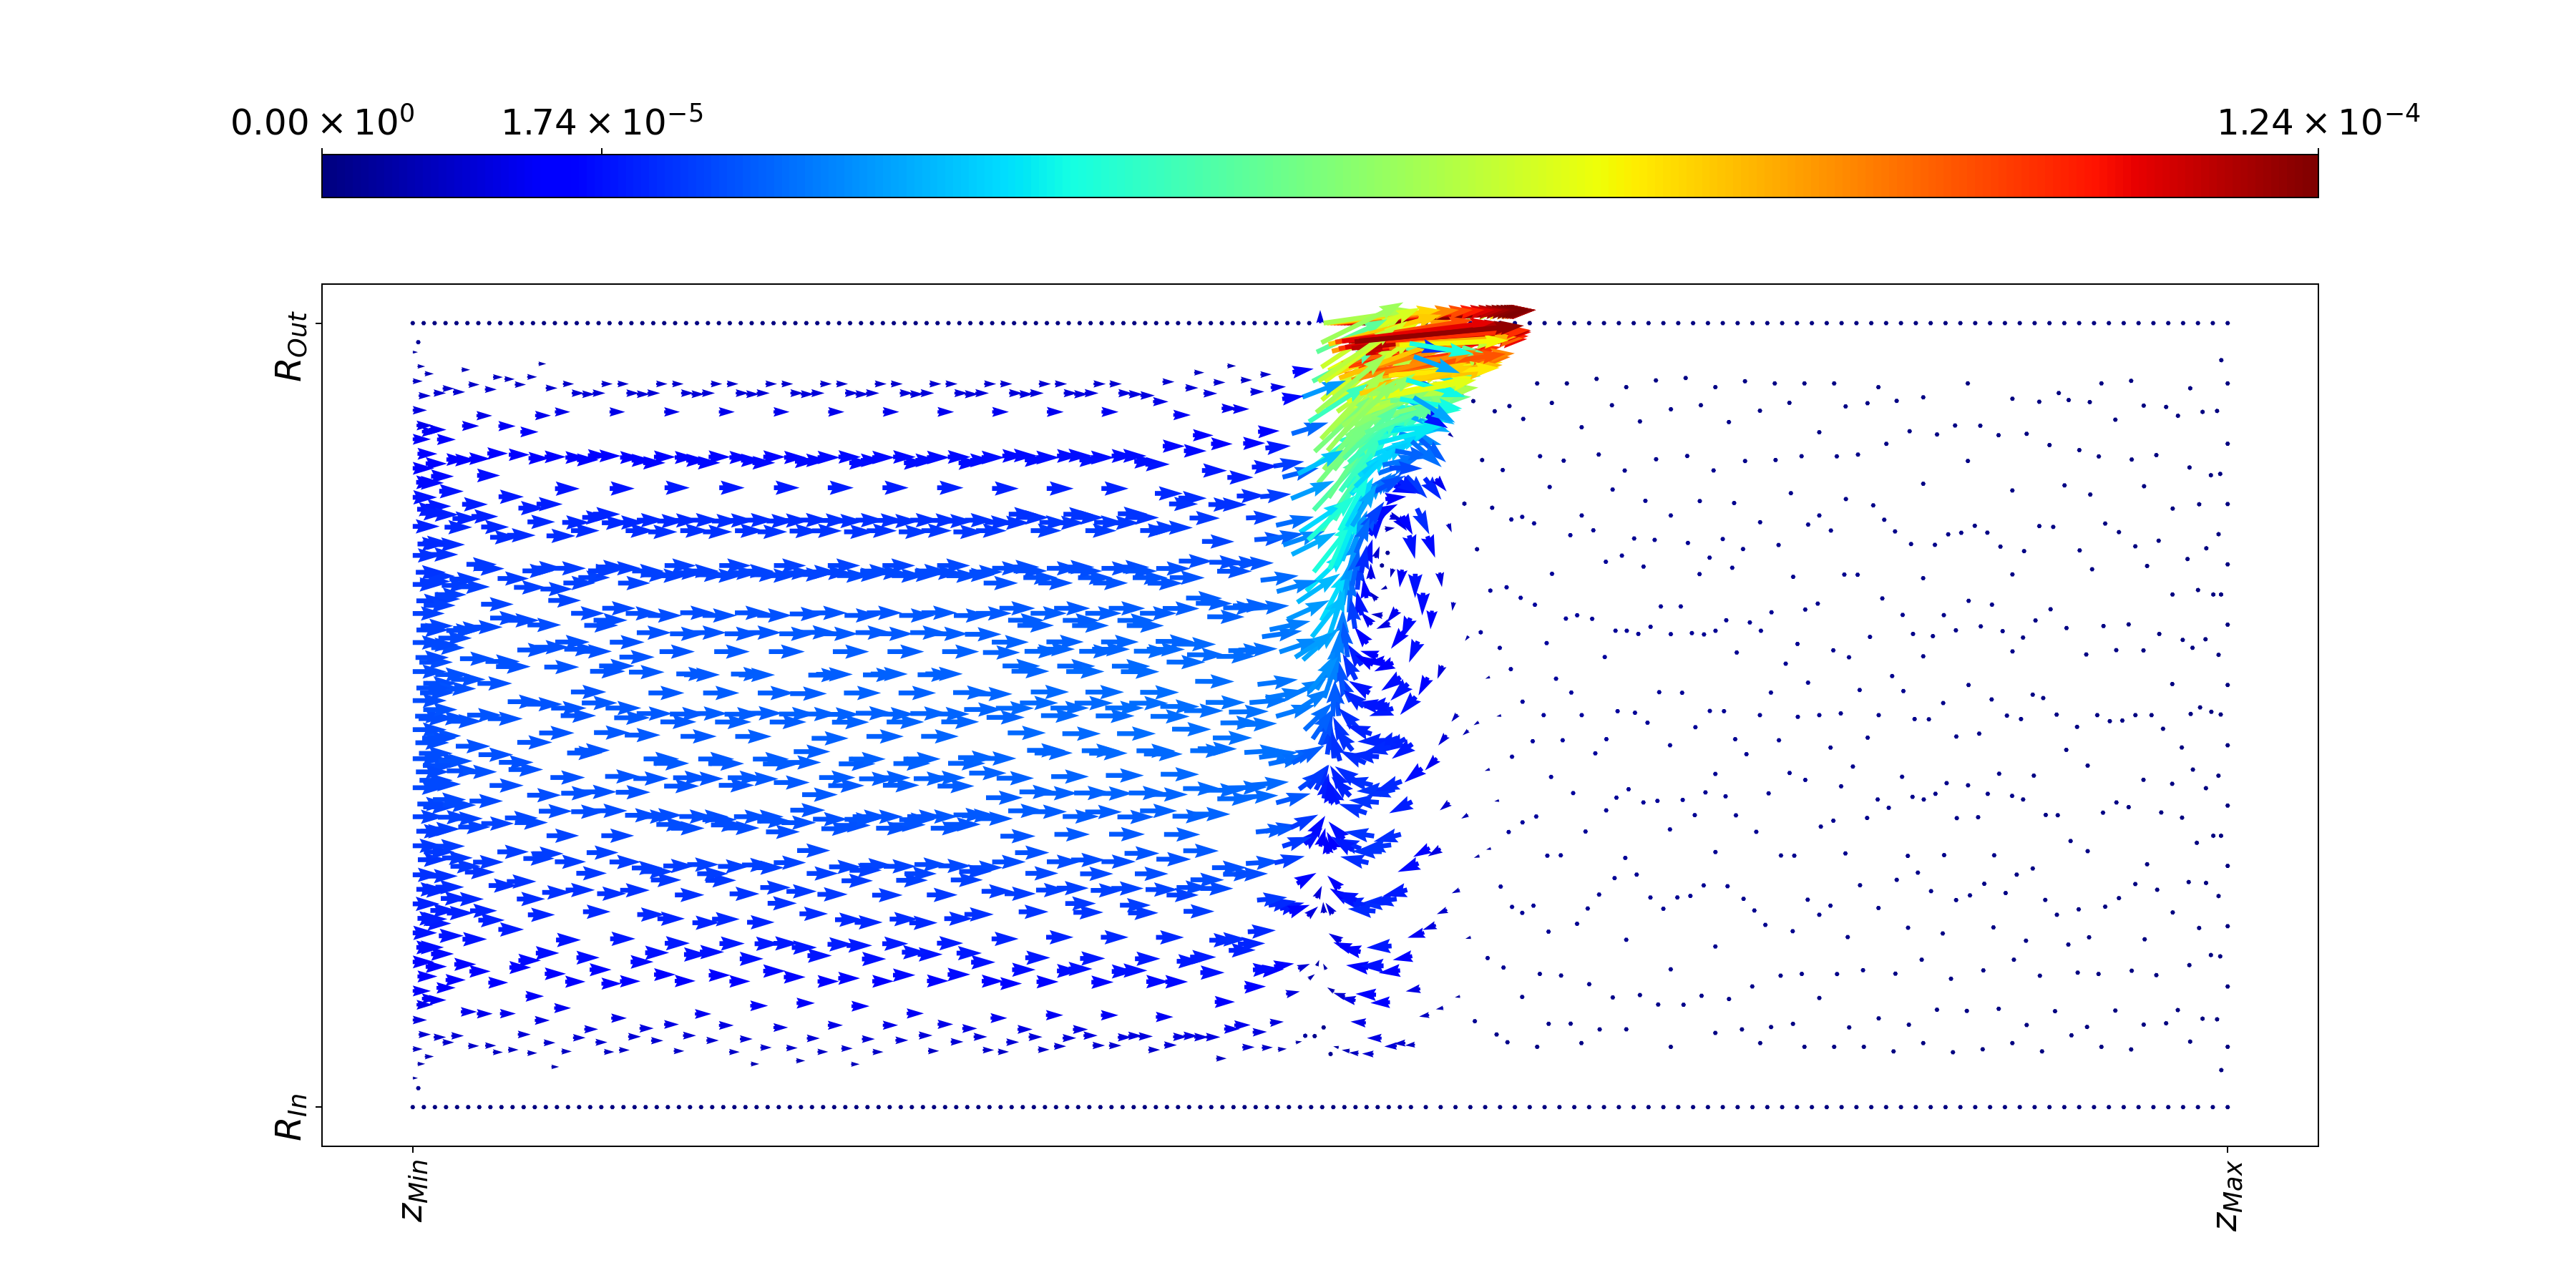 0.00 × 10⁰ 1.74 × 10⁻⁵ 1.24 × 10⁻⁴
R_Out
R_In
z_Min z_Max